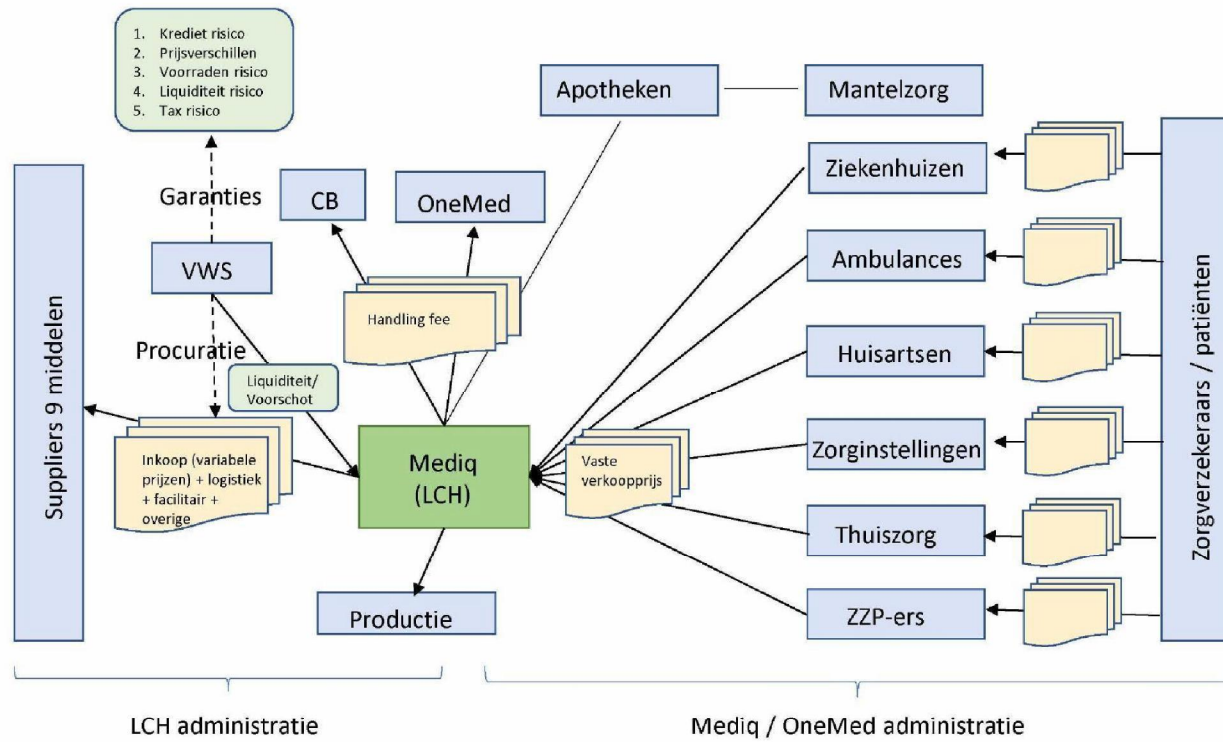 1. Krediet risico
2. Prijsverschillen
3. Voorraden risico
4. Liquiditeit risico
5. Tax risico
Apotheken
Mantelzorg
Garanties
CB
OneMed
Ziekenhuizen
VWS
Handling fee
Ambulances
Procuratie
Liquiditeit/
Voorschot
Huisartsen
Suppliers 9 middelen
Inkoop (variabele
prijzen) + logistiek
+ facilitair +
overige
Mediq
(LCH)
Vaste
verkoopprijs
Zorginstellingen
Thuiszorg
Productie
ZZP-ers
Zorgverzekeraars / patiënten
LCH administratie
Mediq / OneMed administratie